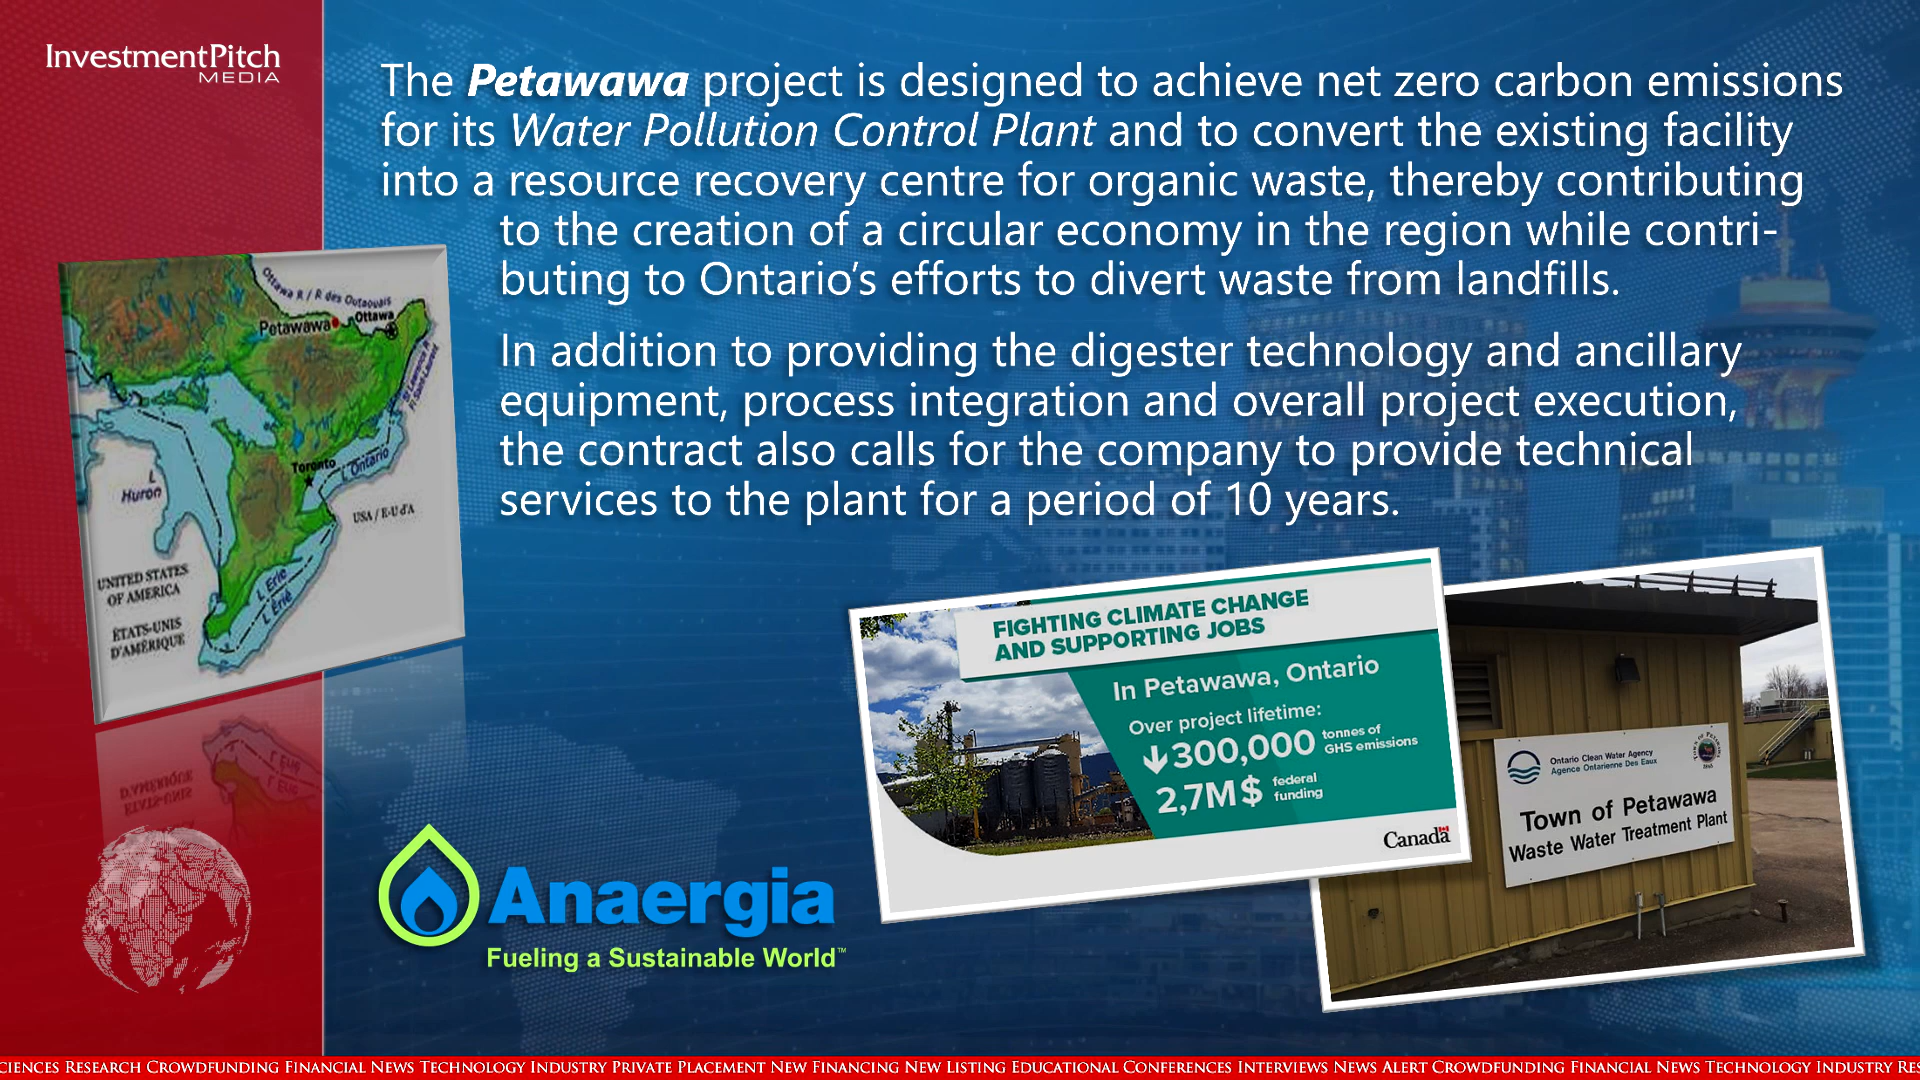 InvestmentPitch
MEDIA
The Petawawa project is designed to achieve net zero carbon emissions
for its Water Pollution Control Plant and to convert the existing facility
into a resource recovery centre for organic waste, thereby contributing
to the creation of a circular economy in the region while contri-
buting to Ontario’s efforts to divert waste from landfills.
In addition to providing the digester technology and ancillary
equipment, process integration and overall project execution,
the contract also calls for the company to provide technical
services to the plant for a period of 10 years.
Ottawa R / R des Outaouais
Petawawa
Ottawa
Toronto
Ontario
L
Huron
USA / E-U d'A
UNITED STATES
OF AMERICA
ÉTATS-UNIS
D'AMÉRIQUE
L Erie
L Érié
FIGHTING CLIMATE CHANGE
AND SUPPORTING JOBS
In Petawawa, Ontario
Over project lifetime:
300,000 tonnes of
GHS emissions
2,7M$ federal
funding
Canada
Ontario Clean Water Agency
Agence Ontarienne Des Eaux
Town of Petawawa
Waste Water Treatment Plant
Anaergia
Fueling a Sustainable World™
CIENCES RESEARCH CROWDFUNDING FINANCIAL NEWS TECHNOLOGY INDUSTRY PRIVATE PLACEMENT NEW FINANCING NEW LISTING EDUCATIONAL CONFERENCES INTERVIEWS NEWS ALERT CROWDFUNDING FINANCIAL NEWS TECHNOLOGY INDUSTRY RES